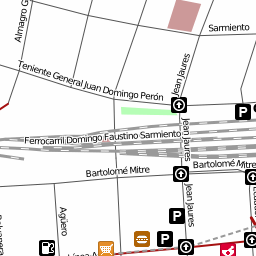 Almagro G
Sarmiento
Jean Jaures
Teniente General Juan Domingo Perón
Ferrocarril Domingo Faustino Sarmiento
Jean Jaures
Bartolomé Mitre
Bartolomé Mitre
Agüero
Jean Jaures